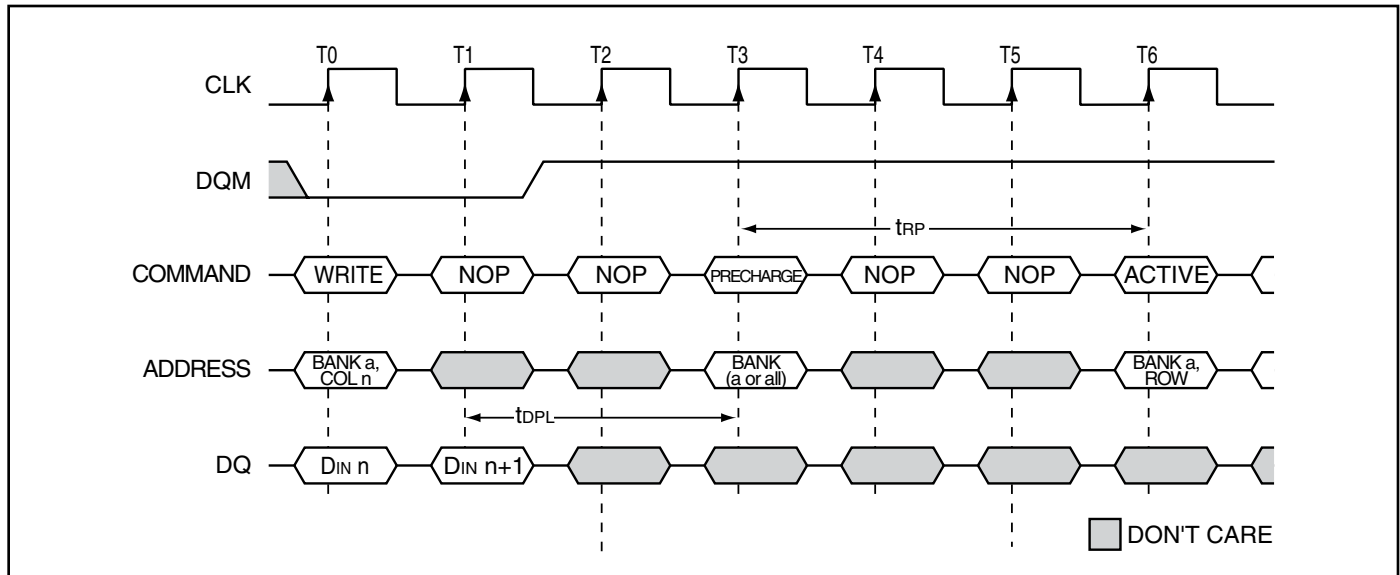 T0 T1 T2 T3 T4 T5 T6
CLK
DQM
tRP
COMMAND WRITE NOP NOP PRECHARGE NOP NOP ACTIVE
ADDRESS
BANK a,
COL n
BANK
(a or all)
BANK a,
ROW
tDPL
DQ DIN n DIN n+1
DON'T CARE